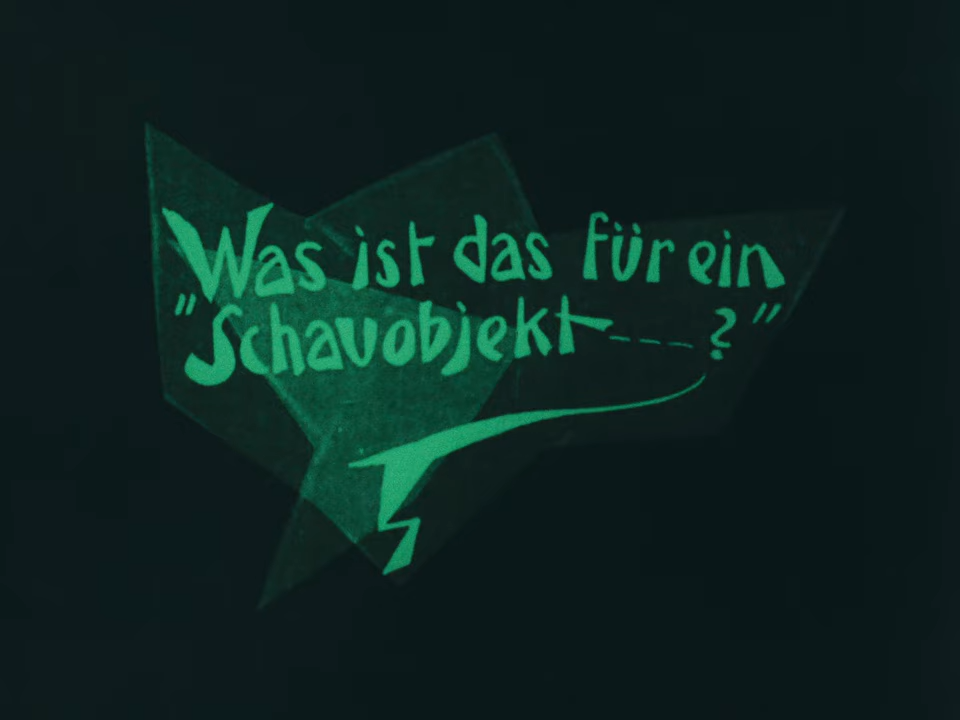 Was ist das für ein
"Schauobjekt----?"